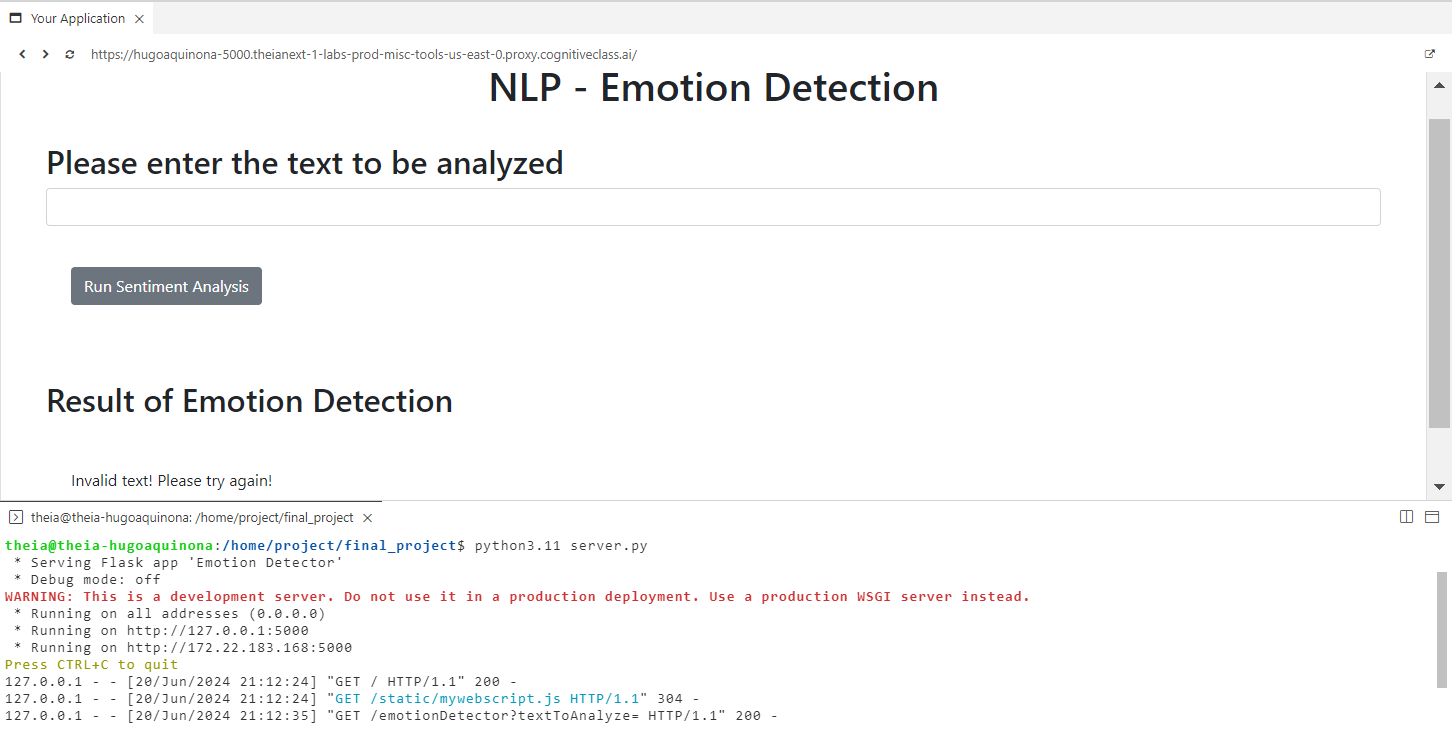 Your Application
https://hugoaquinona-5000.theianext-1-labs-prod-misc-tools-us-east-0.proxy.cognitiveclass.ai/
NLP - Emotion Detection
Please enter the text to be analyzed
Run Sentiment Analysis
Result of Emotion Detection
Invalid text! Please try again!
theia@theia-hugoaquinona: /home/project/final_project
theia@theia-hugoaquinona:/home/project/final_project$ python3.11 server.py
 * Serving Flask app 'Emotion Detector'
 * Debug mode: off
WARNING: This is a development server. Do not use it in a production deployment. Use a production WSGI server instead.
 * Running on all addresses (0.0.0.0)
 * Running on http://127.0.0.1:5000
 * Running on http://172.22.183.168:5000
Press CTRL+C to quit
127.0.0.1 - - [20/Jun/2024 21:12:24] "GET / HTTP/1.1" 200 -
127.0.0.1 - - [20/Jun/2024 21:12:24] "GET /static/mywebscript.js HTTP/1.1" 304 -
127.0.0.1 - - [20/Jun/2024 21:12:35] "GET /emotionDetector?textToAnalyze= HTTP/1.1" 200 -